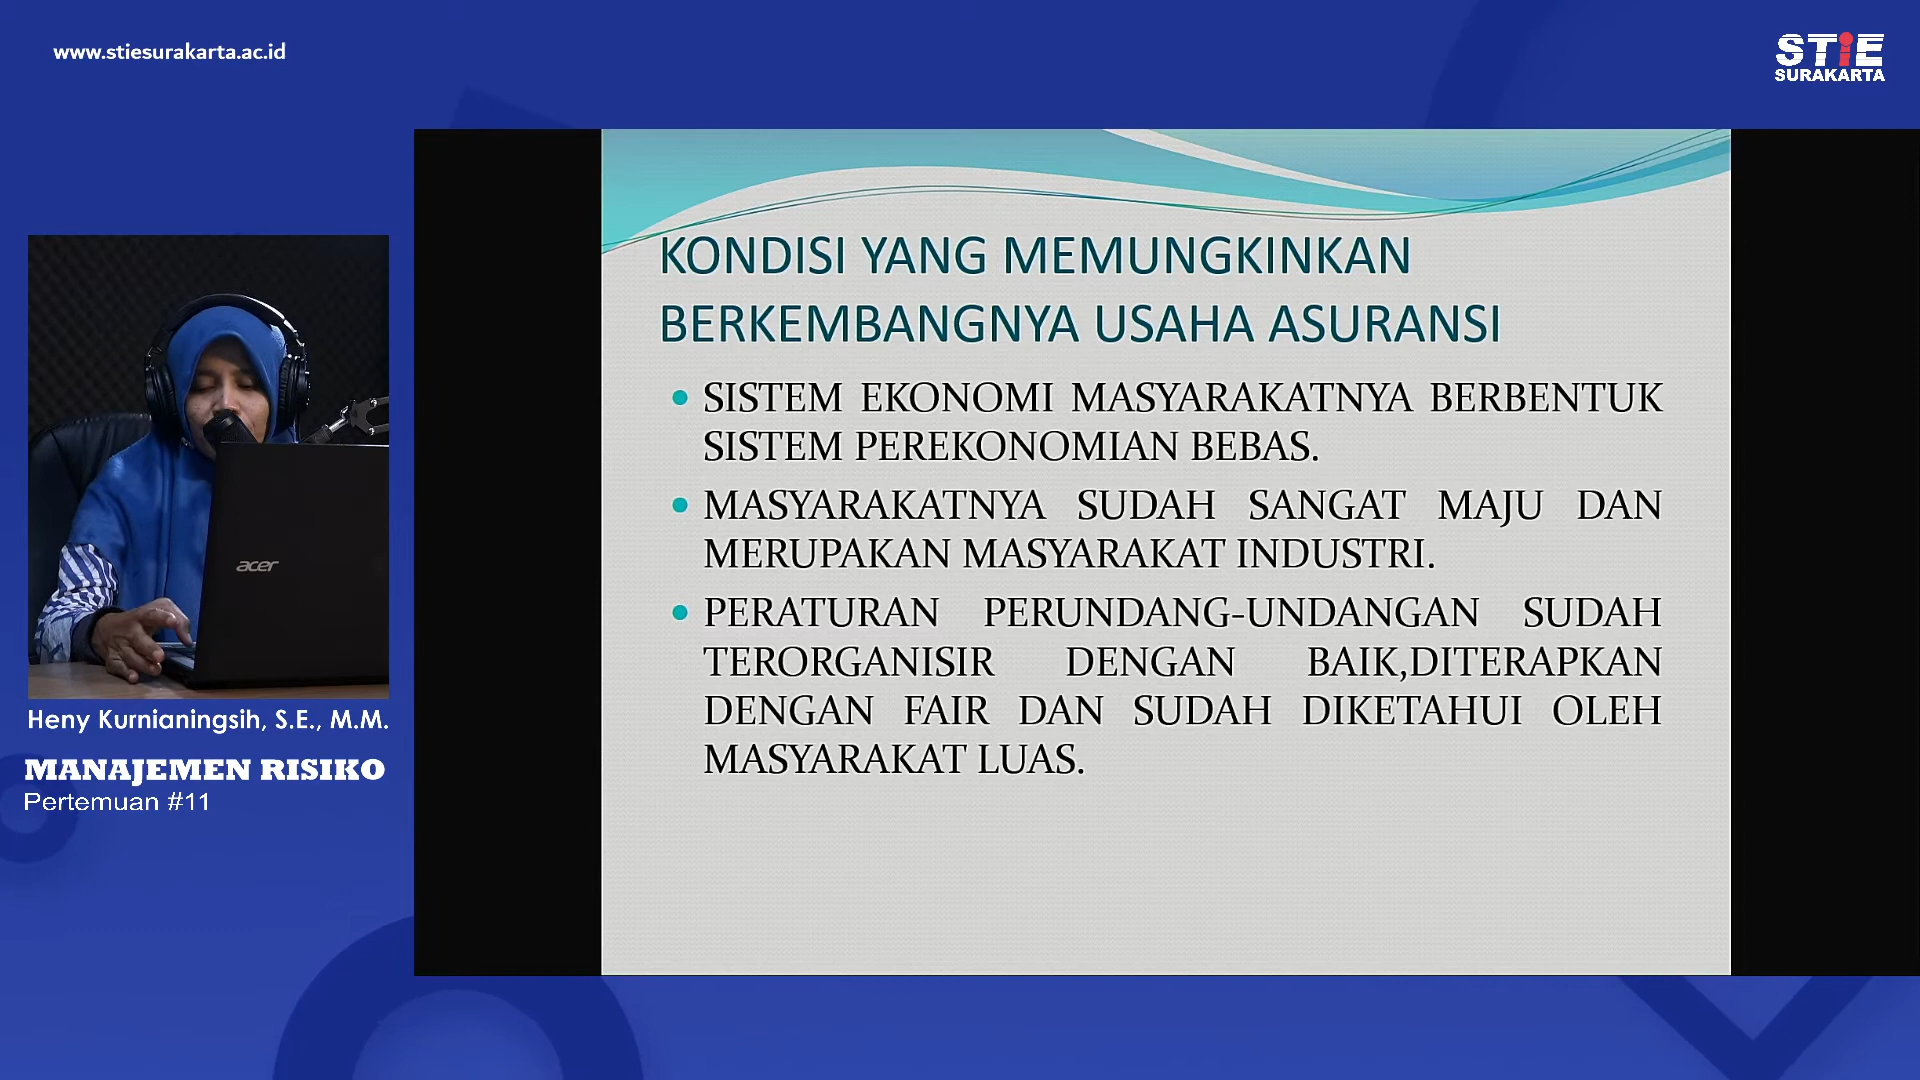 www.stiesurakarta.ac.id
STiE
SURAKARTA
KONDISI YANG MEMUNGKINKAN
BERKEMBANGNYA USAHA ASURANSI
• SISTEM EKONOMI MASYARAKATNYA BERBENTUK
SISTEM PEREKONOMIAN BEBAS.
• MASYARAKATNYA SUDAH SANGAT MAJU DAN
MERUPAKAN MASYARAKAT INDUSTRI.
• PERATURAN PERUNDANG-UNDANGAN SUDAH
TERORGANISIR DENGAN BAIK,DITERAPKAN
DENGAN FAIR DAN SUDAH DIKETAHUI OLEH
MASYARAKAT LUAS.
acer
Heny Kurnianingsih, S.E., M.M.
MANAJEMEN RISIKO
Pertemuan #11